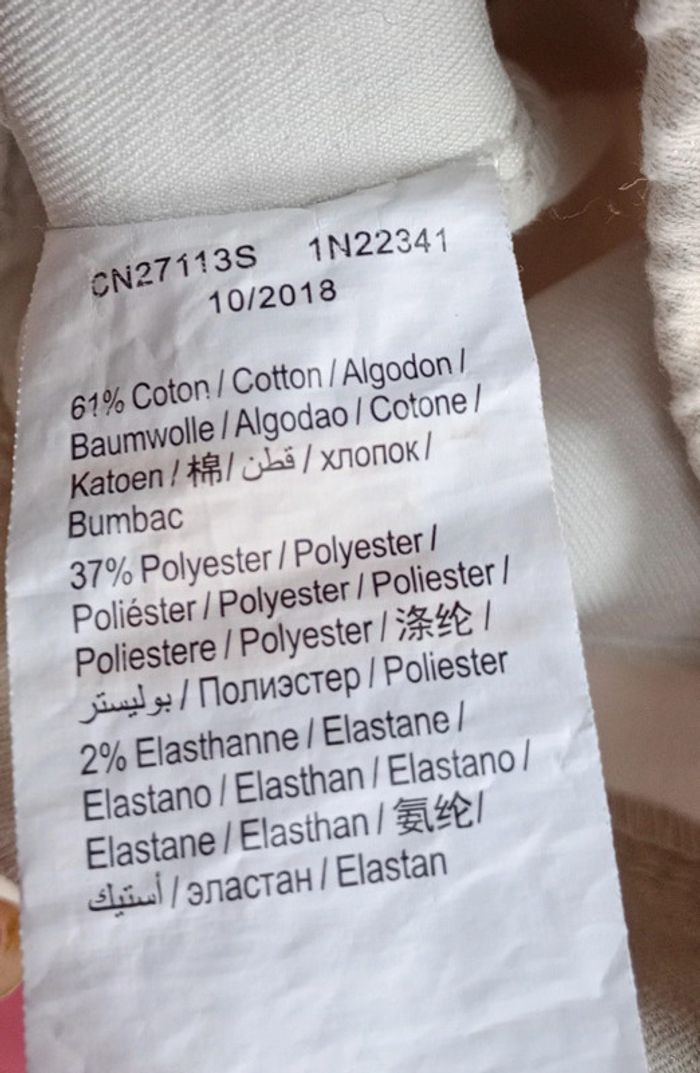 CN27113S 1N22341
10/2018
61% Coton / Cotton / Algodon /
Baumwolle / Algodao / Cotone /
Katoen / 棉 / قطن / хлопок /
Bumbac
37% Polyester / Polyester /
Poliéster / Polyester / Poliester /
Poliestere / Polyester / 涤纶 /
بوليستر / Полиэстер / Poliester
2% Elasthanne / Elastane /
Elastano / Elasthan / Elastano /
Elastane / Elasthan / 氨纶 /
أستيك / эластан / Elastan